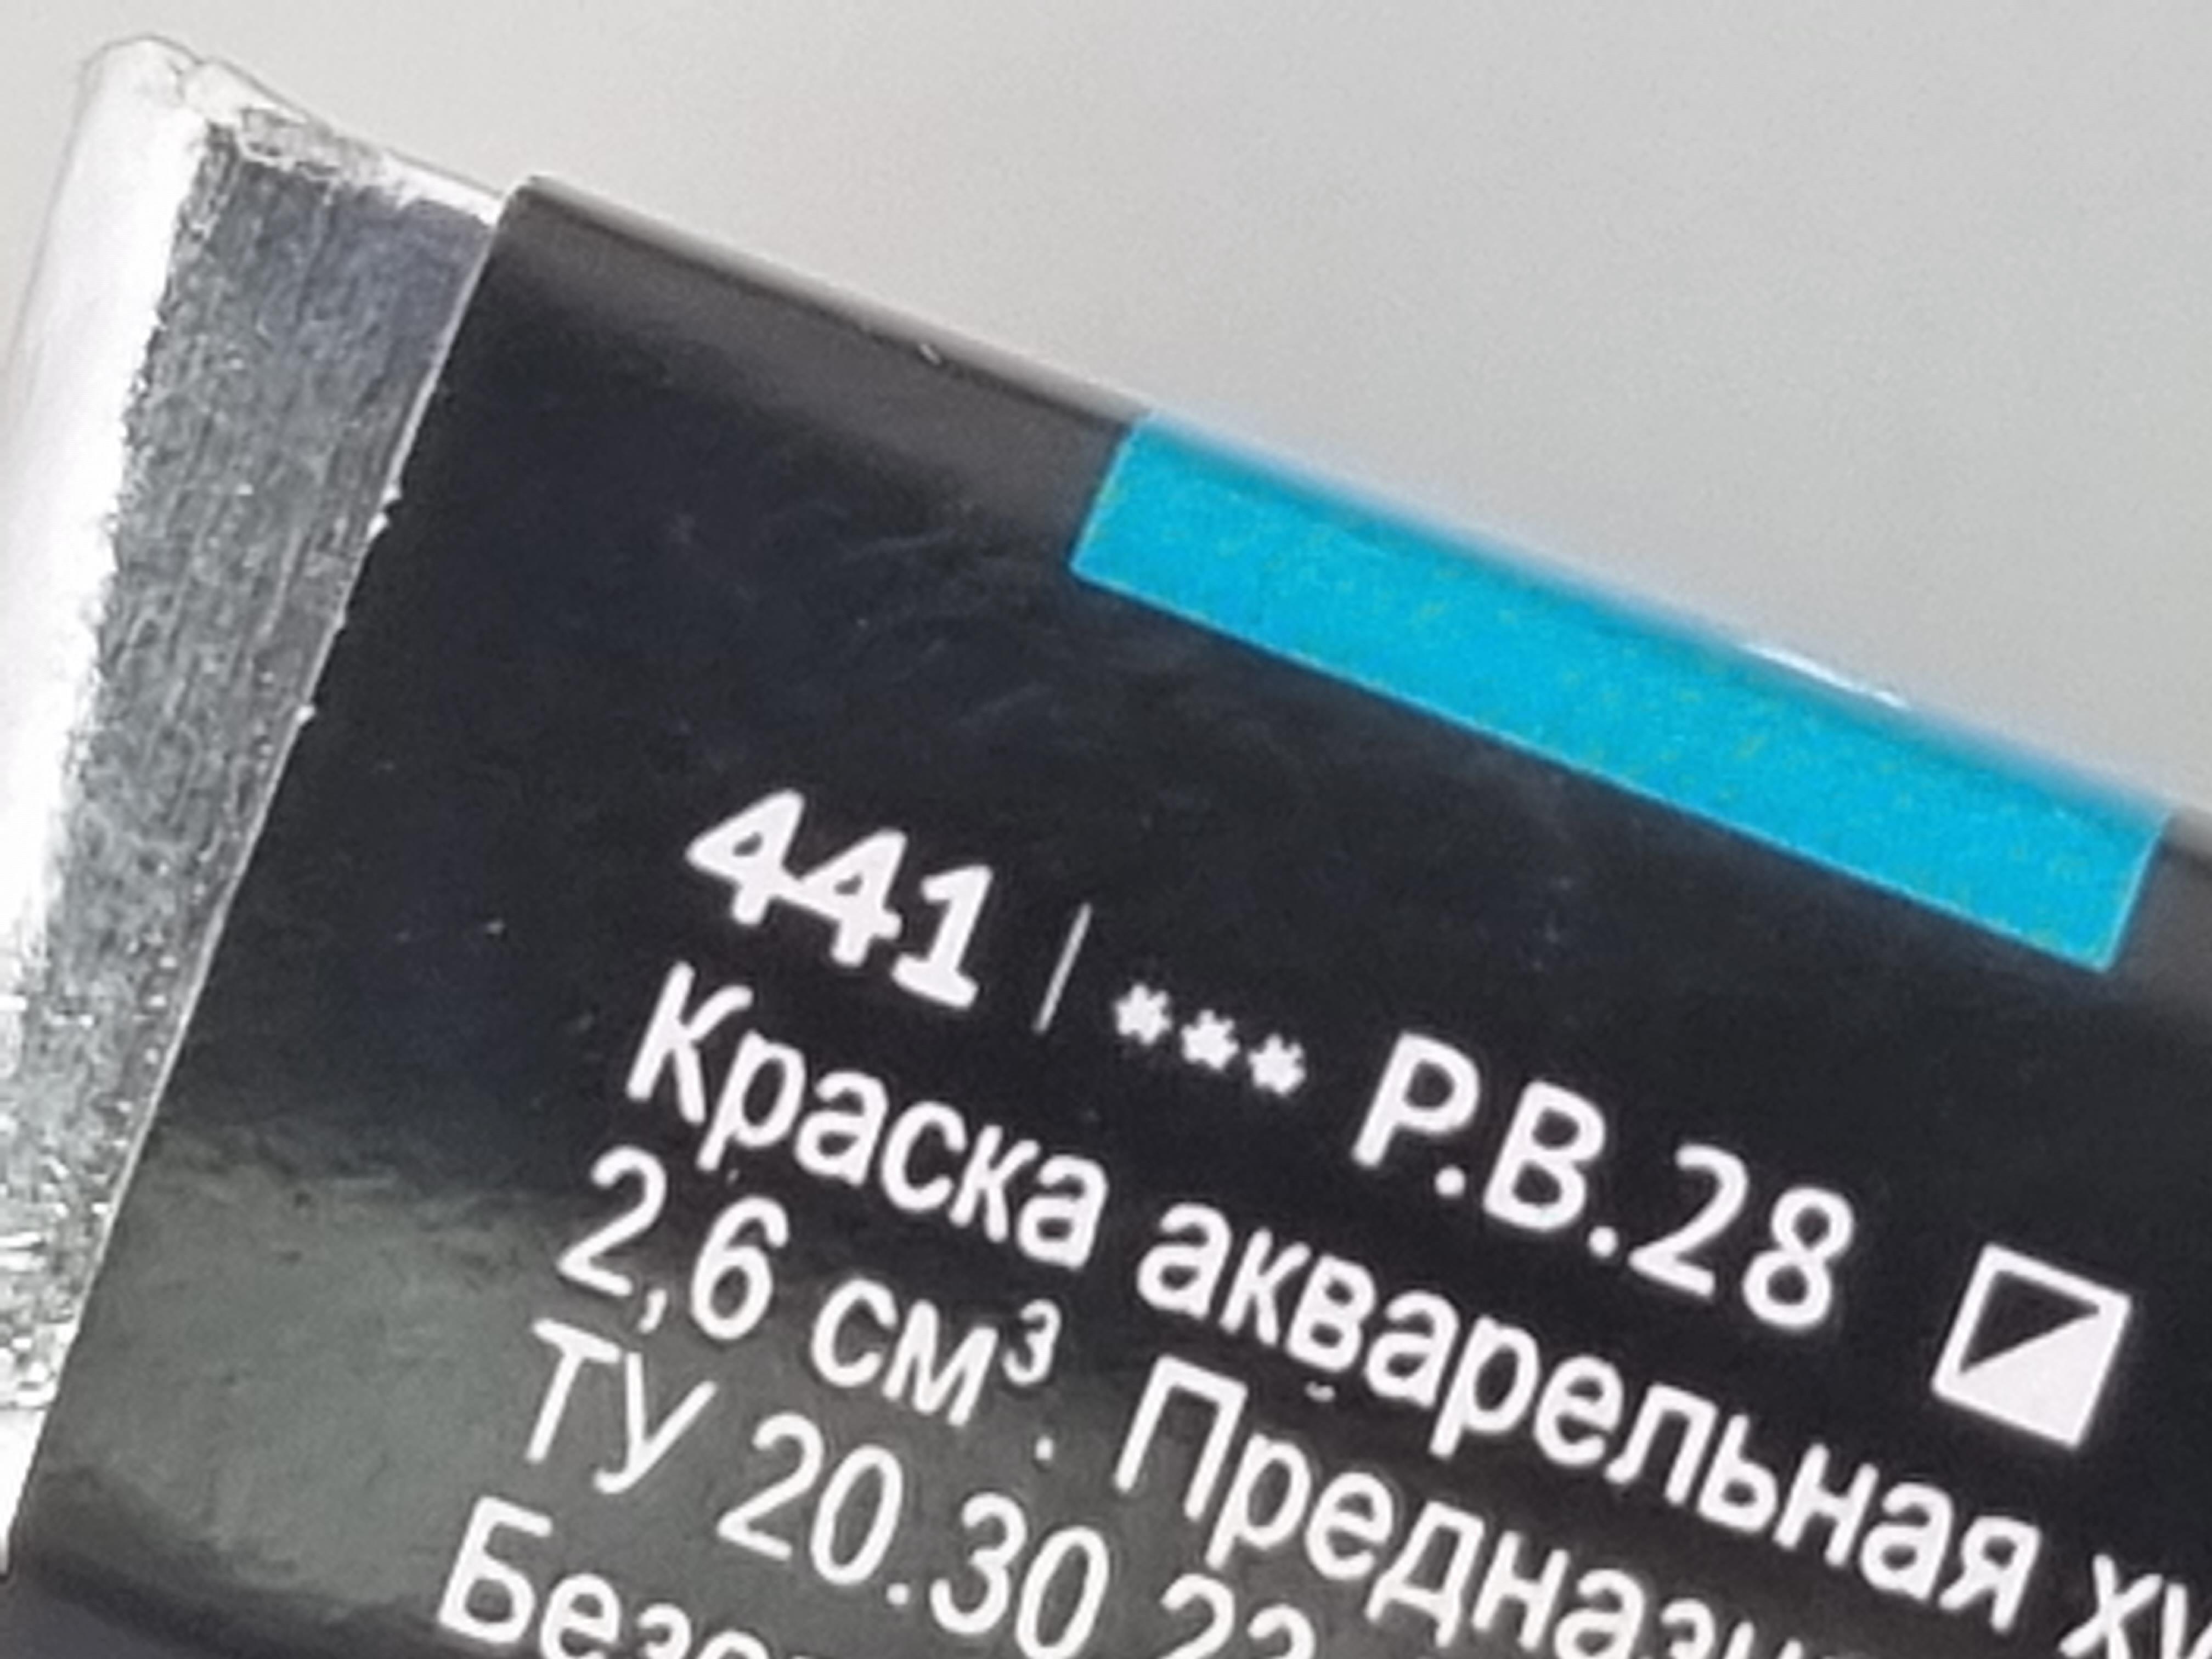 441 | *** P.B.28
Краска акварельная
2,6 см³. Предназн
ТУ 20.30